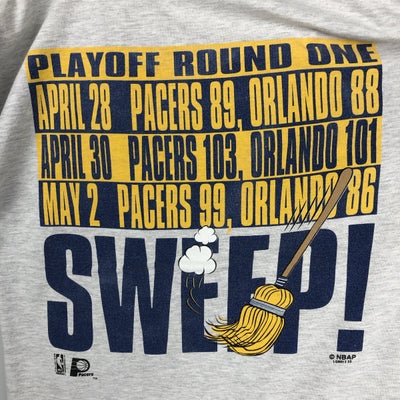 PLAYOFF ROUND ONE
APRIL 28 PACERS 89, ORLANDO 88
APRIL 30 PACERS 103, ORLANDO 101
MAY 2 PACERS 99, ORLANDO 86
SWEEP!
NBA
Pacers
© NBAP